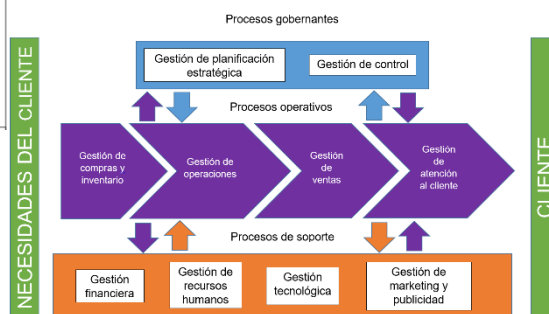 Procesos gobernantes
NECESIDADES DEL CLIENTE
Gestión de planificación
estratégica
Gestión de control
Procesos operativos
Gestión de
compras y
inventario
Gestión de
operaciones
Gestión
de
ventas
Gestión
de
atención
al cliente
Procesos de soporte
Gestión
financiera
Gestión de
recursos
humanos
Gestión
tecnológica
Gestión de
marketing y
publicidad
CLIENTE